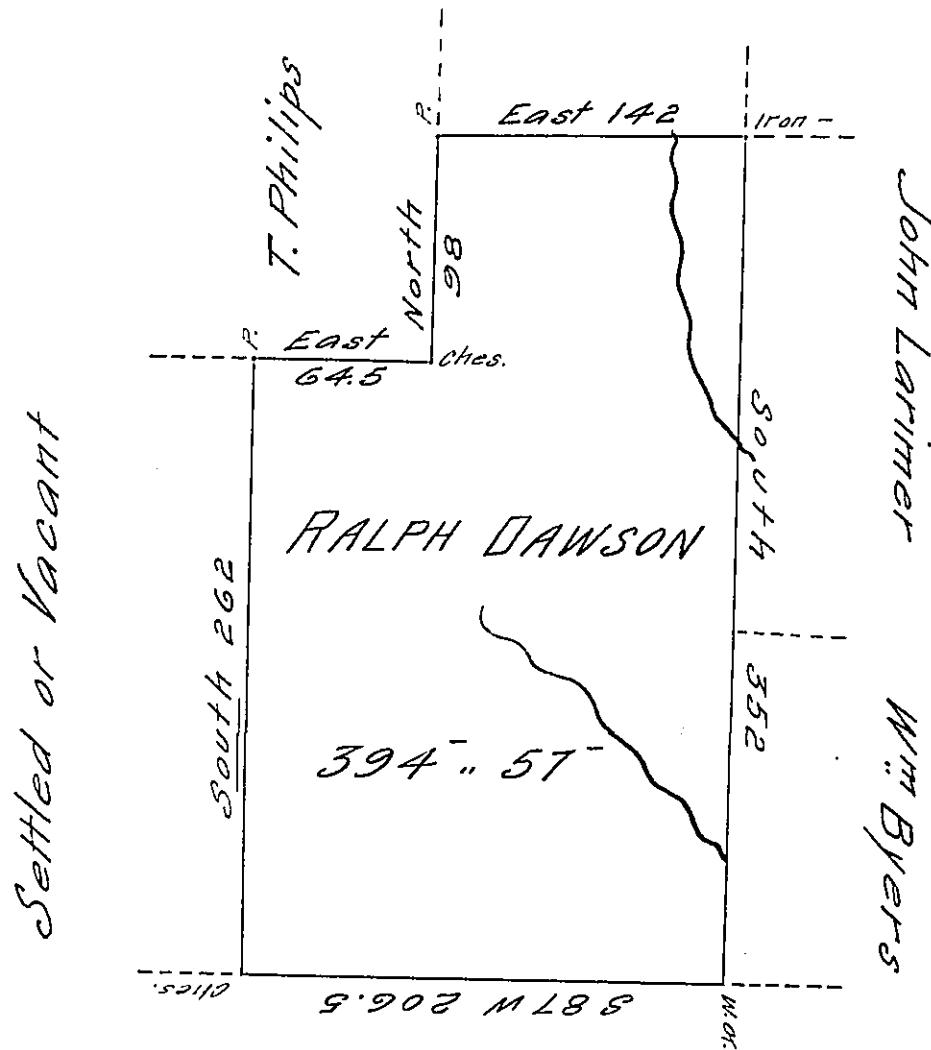 T. Philips
P.
East 142
Iron -
North
98
P.
East
64.5
Ches.
John Larimer
South
352
RALPH DAWSON
394 - ,, 57 -
South 262
Settled or Vacant
Wm Byers
Ches.
S 87 W 206.5
W.or.